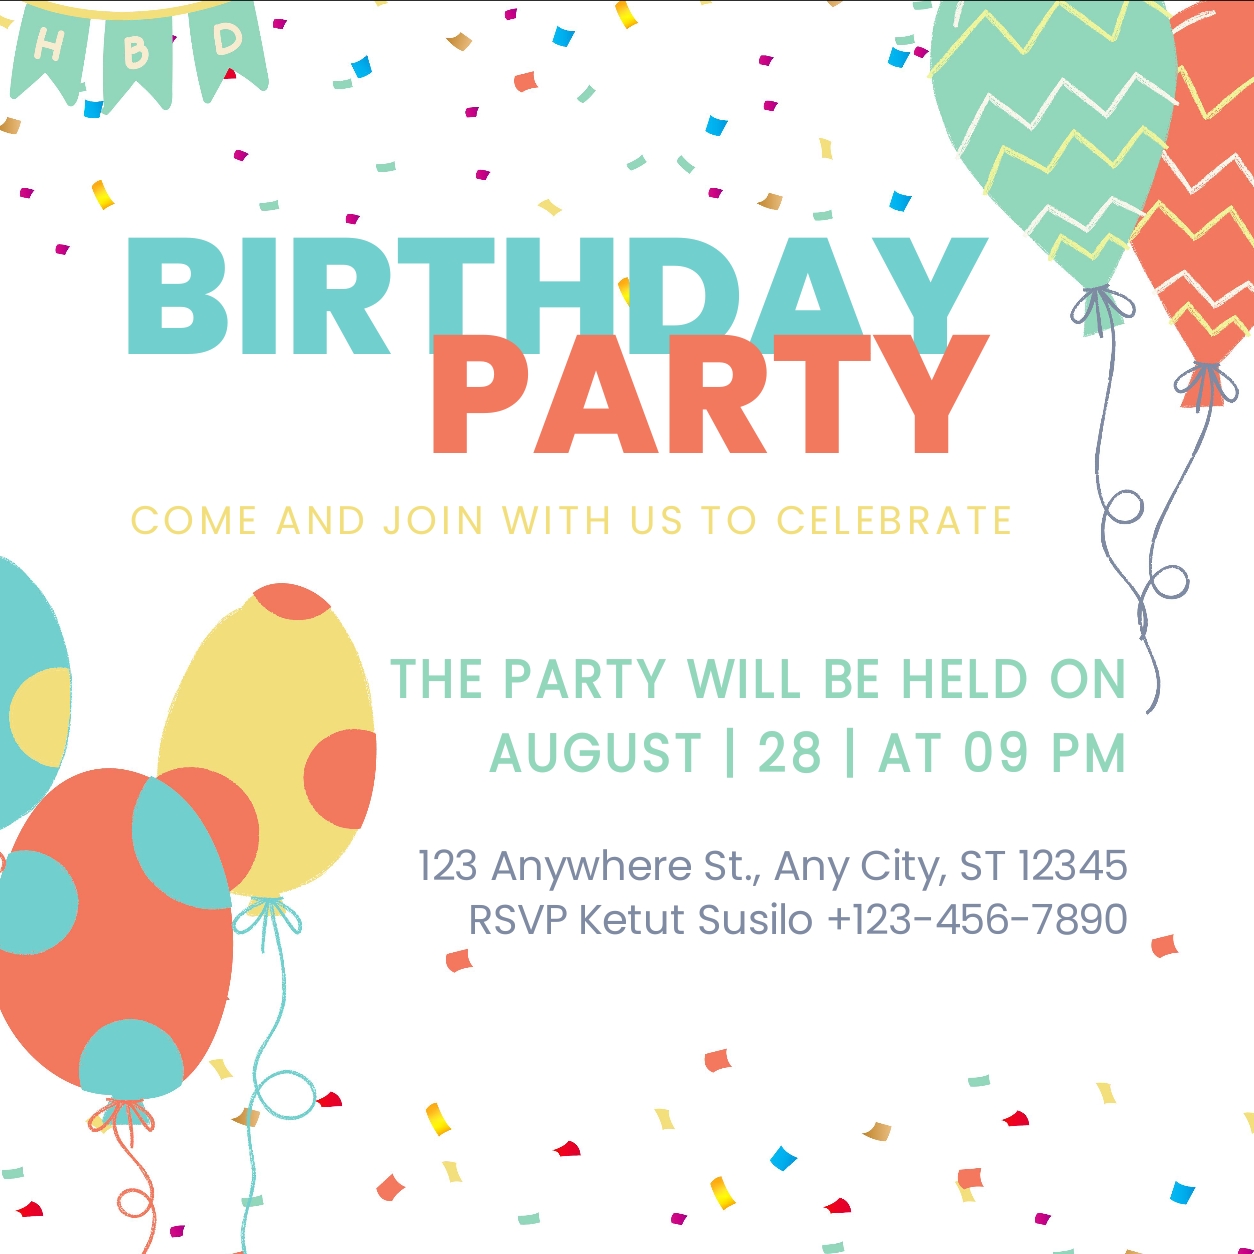 H B D
BIRTHDAY
PARTY
COME AND JOIN WITH US TO CELEBRATE
THE PARTY WILL BE HELD ON
AUGUST | 28 | AT 09 PM
123 Anywhere St., Any City, ST 12345
RSVP Ketut Susilo +123-456-7890